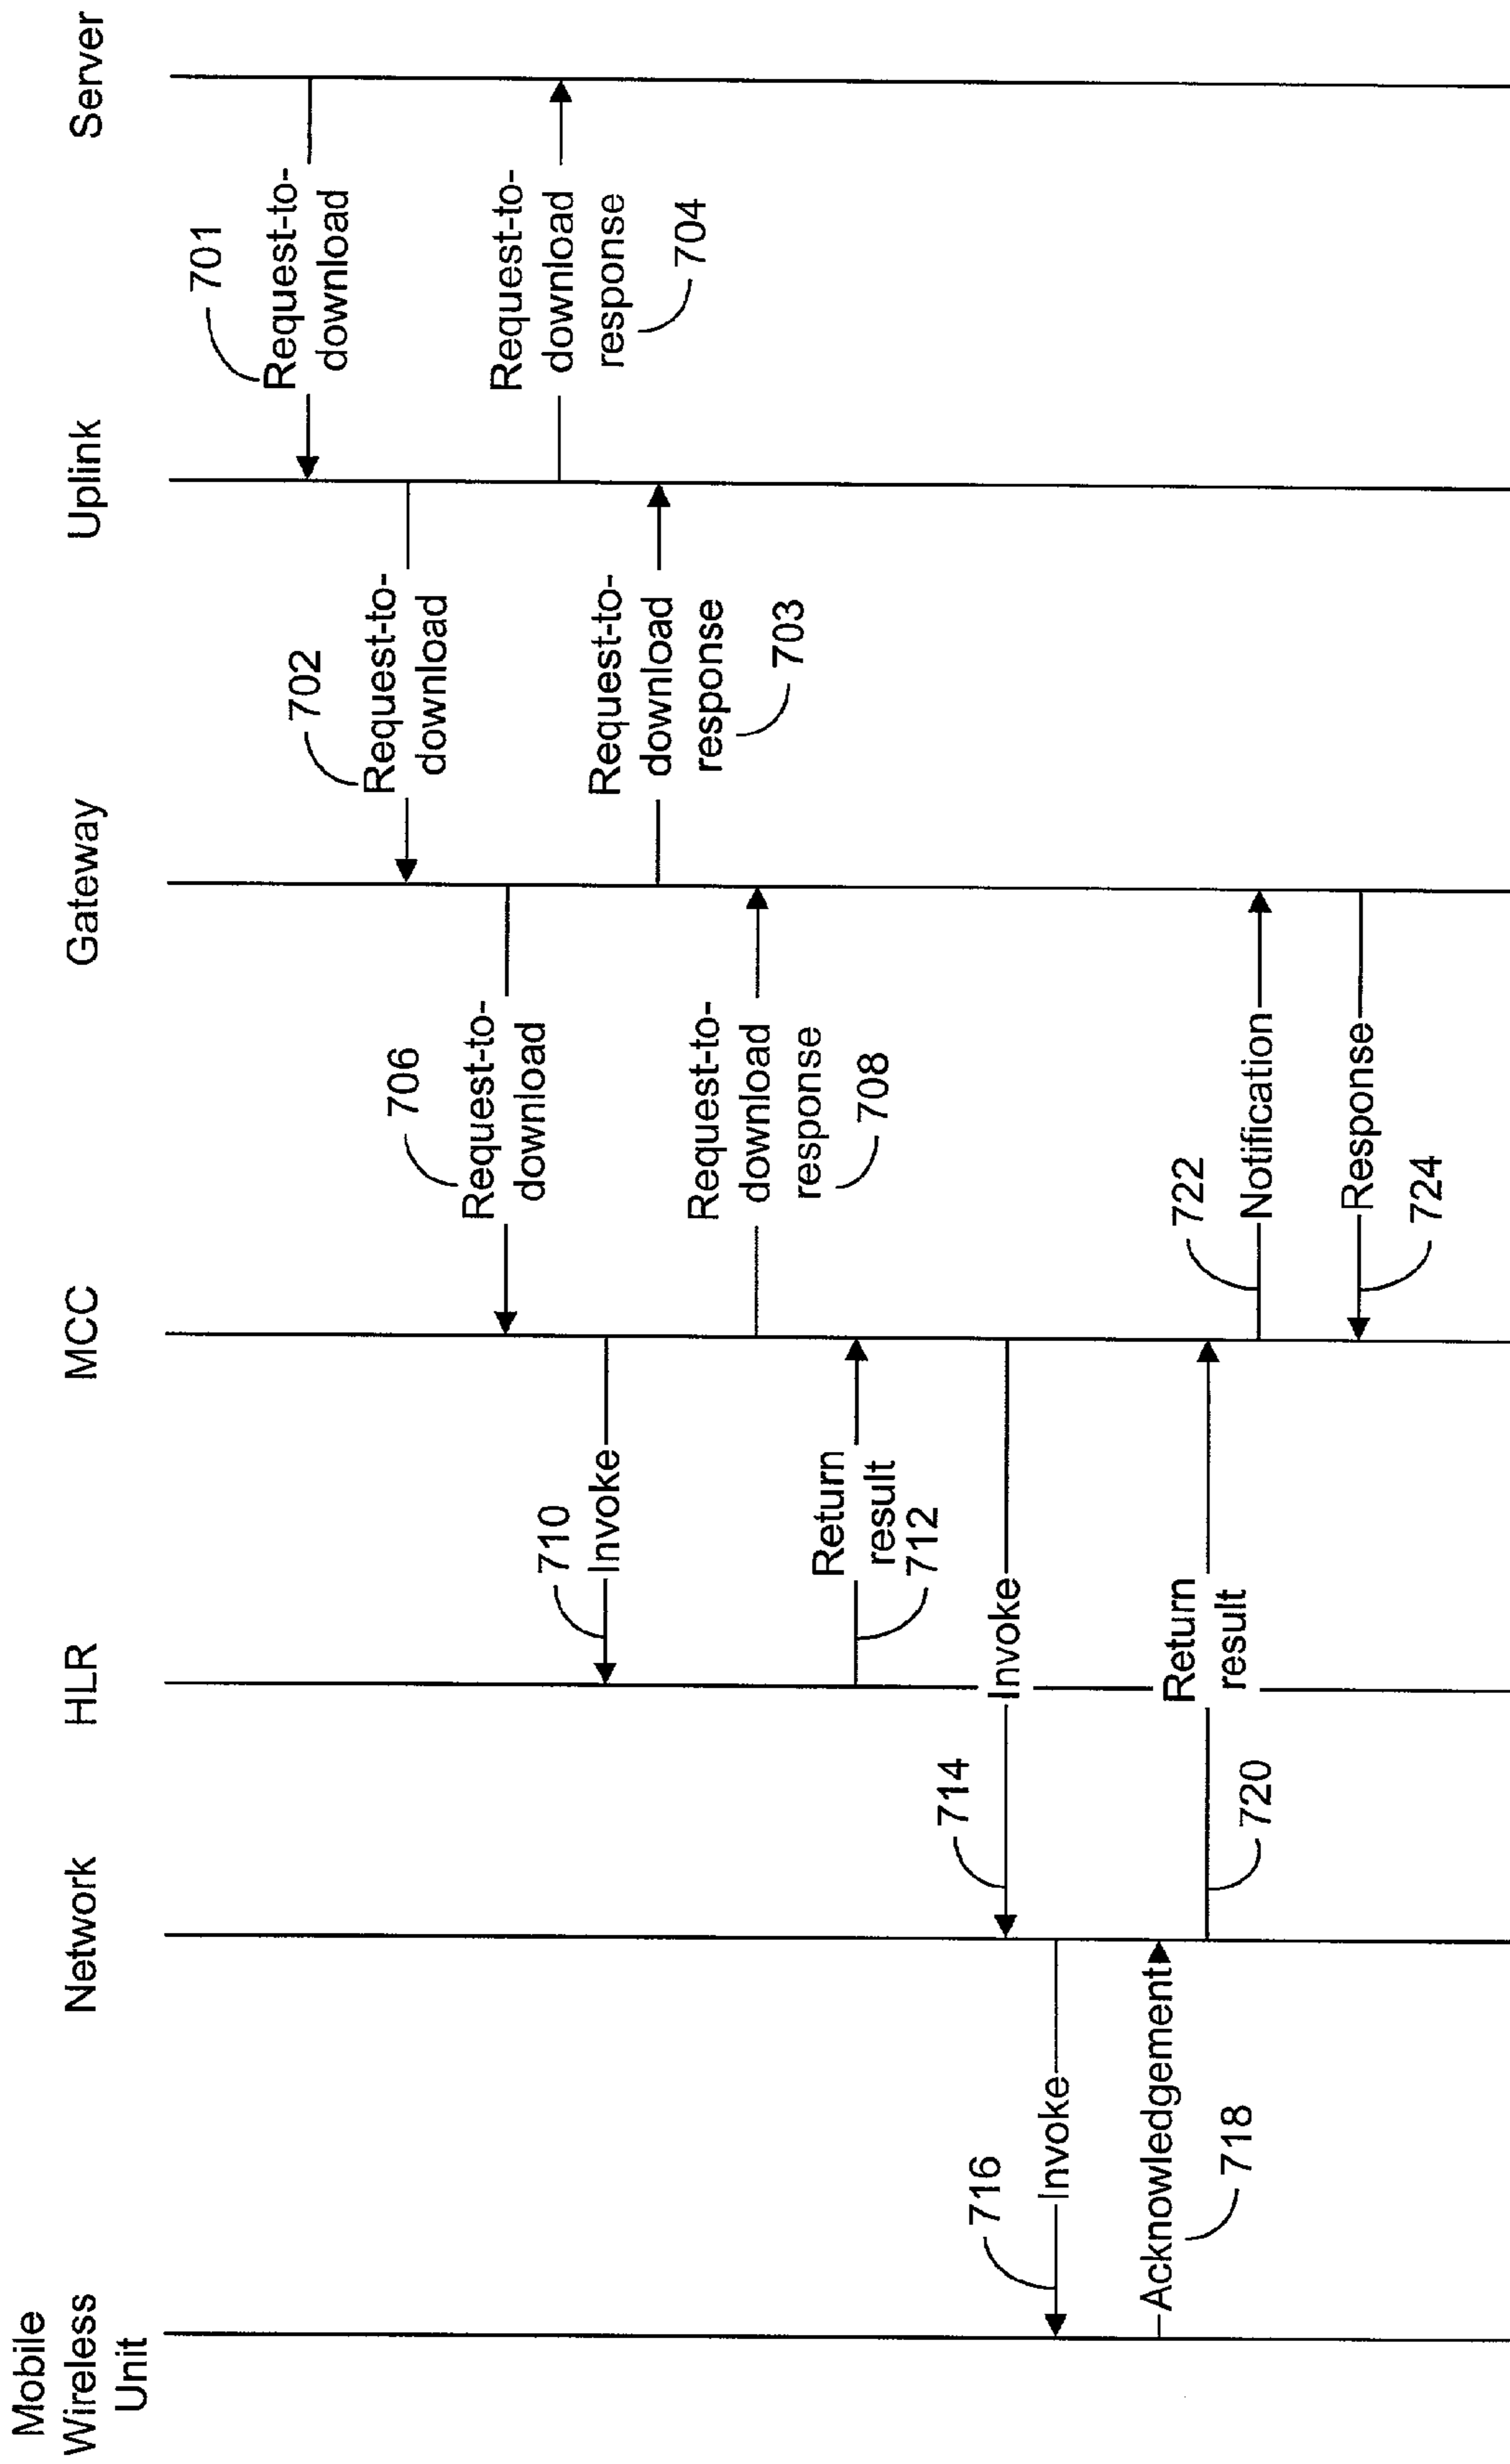 Mobile
Wireless
Unit
Network
HLR
MCC
Gateway
Uplink
Server
701
Request-to-
download
702
Request-to-
download
706
Request-to-
download
710
Invoke
Request-to-
download
response
704
Request-to-
download
response
703
Request-to-
download
response
708
Return
result
712
Invoke
714
716
Invoke
Acknowledgement
718
Return
result
720
722
Notification
Response
724